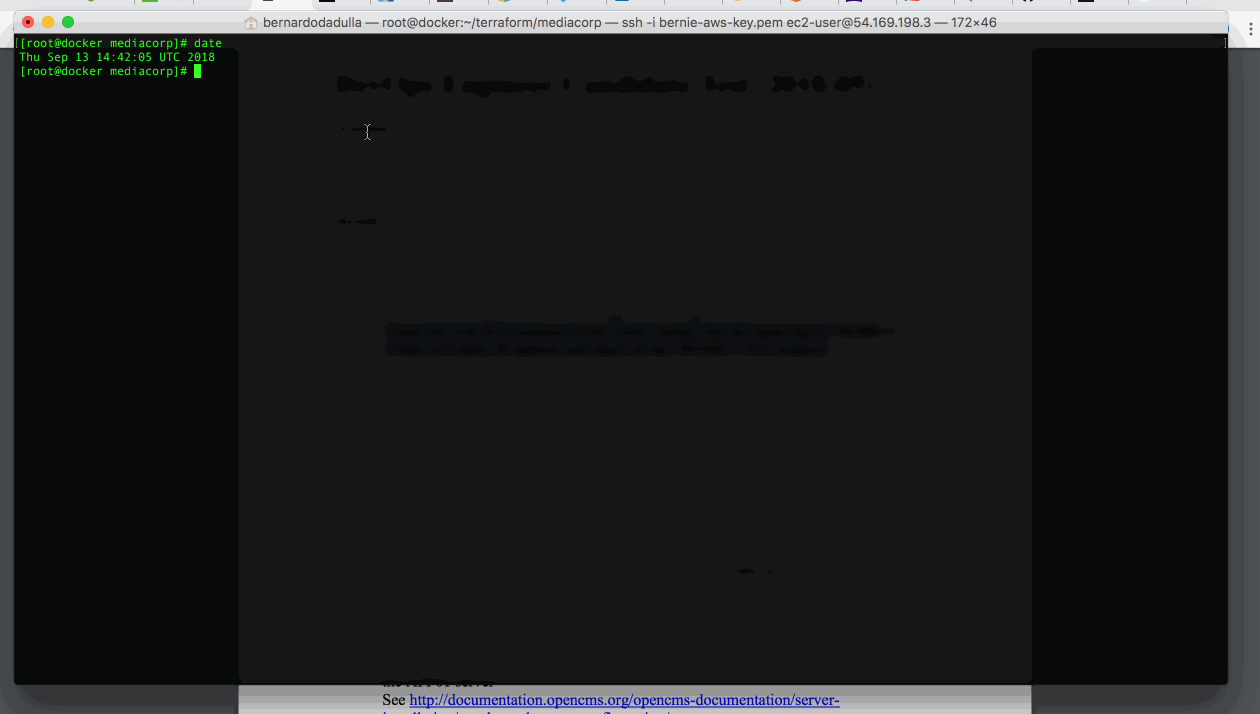 bernardodadulla — root@docker:~/terraform/mediacorp — ssh -i bernie-aws-key.pem ec2-user@54.169.198.3 — 172×46
[[root@docker mediacorp]# date ]
Thu Sep 13 14:42:05 UTC 2018
[root@docker mediacorp]#
See http://documentation.opencms.org/opencms-documentation/server-